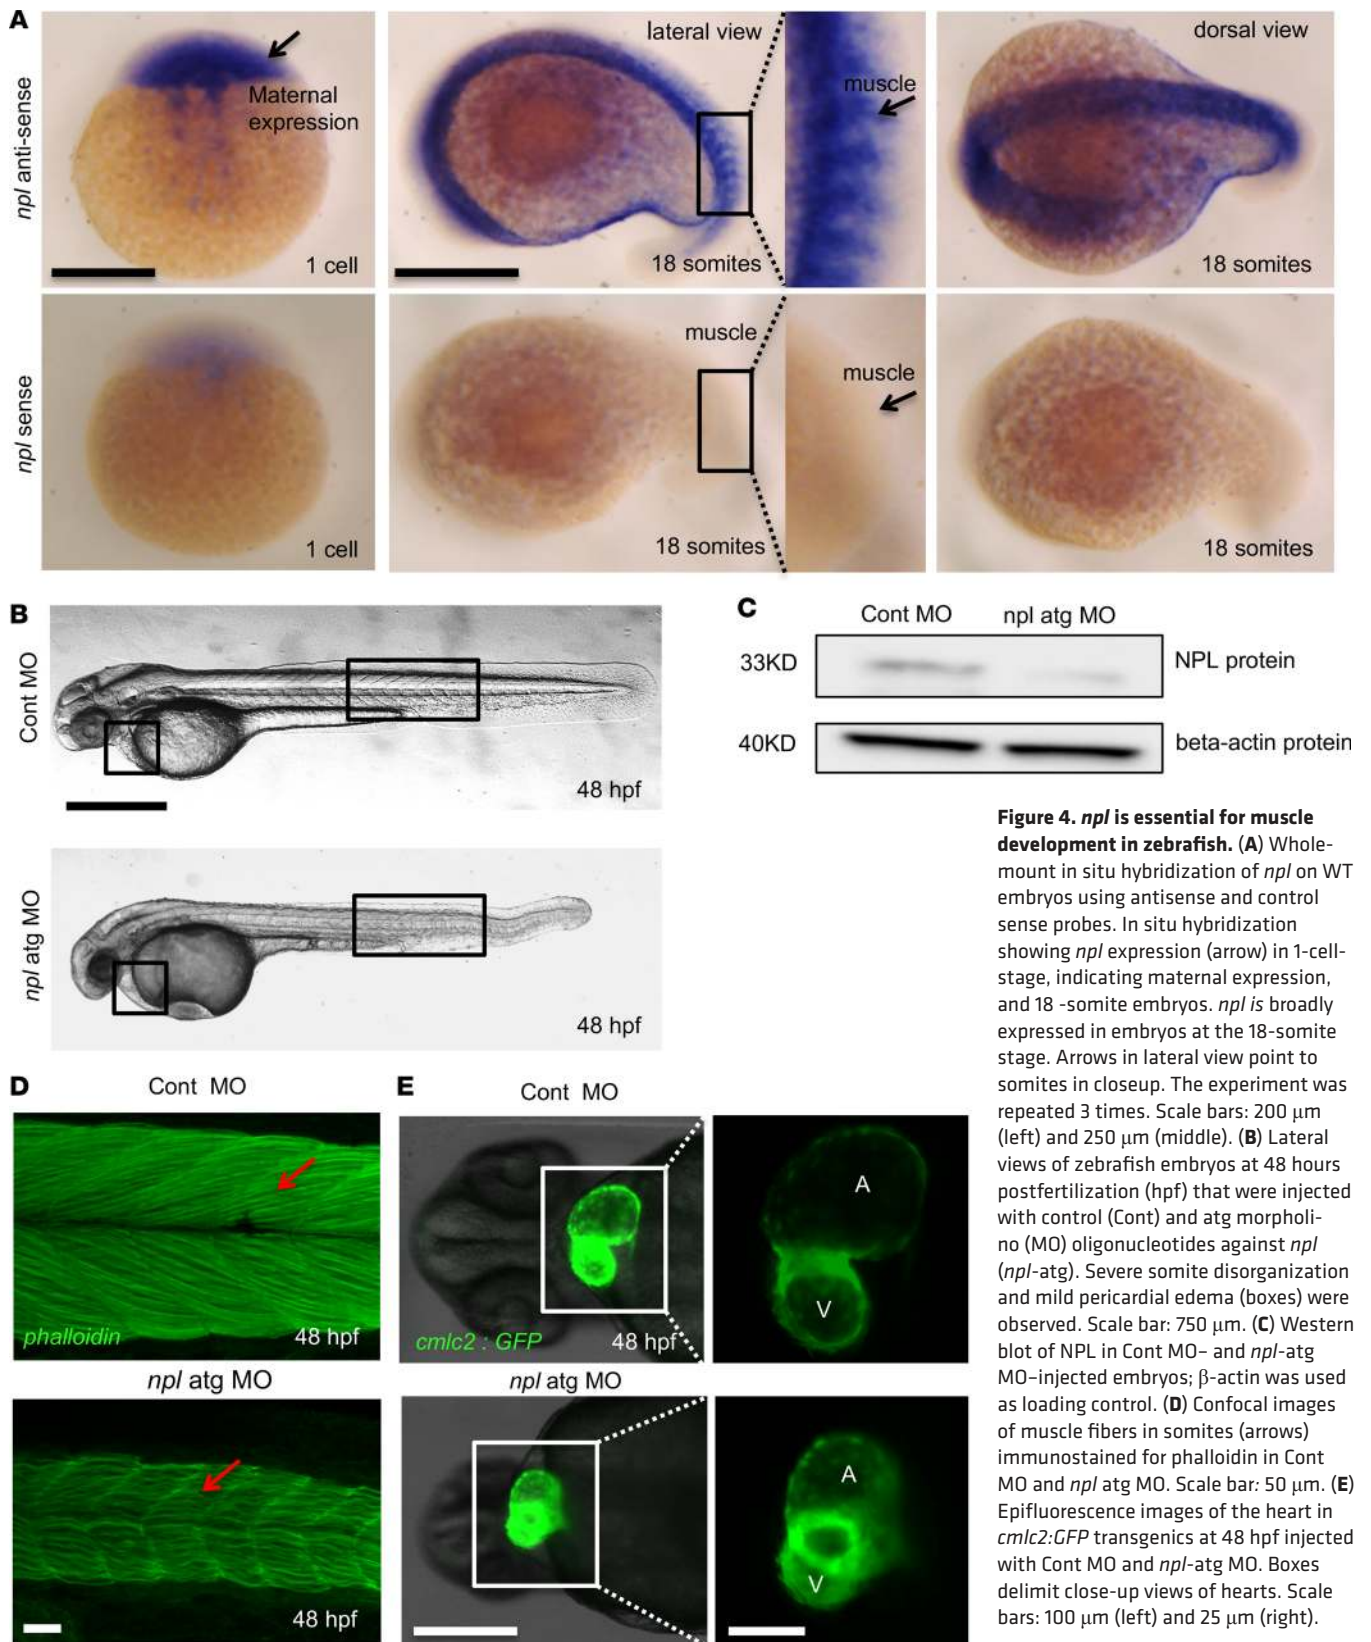 A
npl anti-sense
Maternal
expression
1 cell
lateral view
18 somites
muscle
dorsal view
18 somites
npl sense
1 cell
muscle
18 somites
muscle
18 somites
B
Cont MO
48 hpf
npl atg MO
48 hpf
C
Cont MO npl atg MO
33KD NPL protein
40KD beta-actin protein
D
Cont MO
phalloidin
48 hpf
npl atg MO
48 hpf
E
Cont MO
cmlc2 : GFP
48 hpf
A
V
npl atg MO
A
V
Figure 4. npl is essential for muscle
development in zebrafish. (A) Whole-
mount in situ hybridization of npl on WT
embryos using antisense and control
sense probes. In situ hybridization
showing npl expression (arrow) in 1-cell-
stage, indicating maternal expression,
and 18 -somite embryos. npl is broadly
expressed in embryos at the 18-somite
stage. Arrows in lateral view point to
somites in closeup. The experiment was
repeated 3 times. Scale bars: 200 μm
(left) and 250 μm (middle). (B) Lateral
views of zebrafish embryos at 48 hours
postfertilization (hpf) that were injected
with control (Cont) and atg morpholi-
no (MO) oligonucleotides against npl
(npl-atg). Severe somite disorganization
and mild pericardial edema (boxes) were
observed. Scale bar: 750 μm. (C) Western
blot of NPL in Cont MO– and npl-atg
MO–injected embryos; β-actin was used
as loading control. (D) Confocal images
of muscle fibers in somites (arrows)
immunostained for phalloidin in Cont
MO and npl atg MO. Scale bar: 50 μm. (E)
Epifluorescence images of the heart in
cmlc2:GFP transgenics at 48 hpf injected
with Cont MO and npl-atg MO. Boxes
delimit close-up views of hearts. Scale
bars: 100 μm (left) and 25 μm (right).